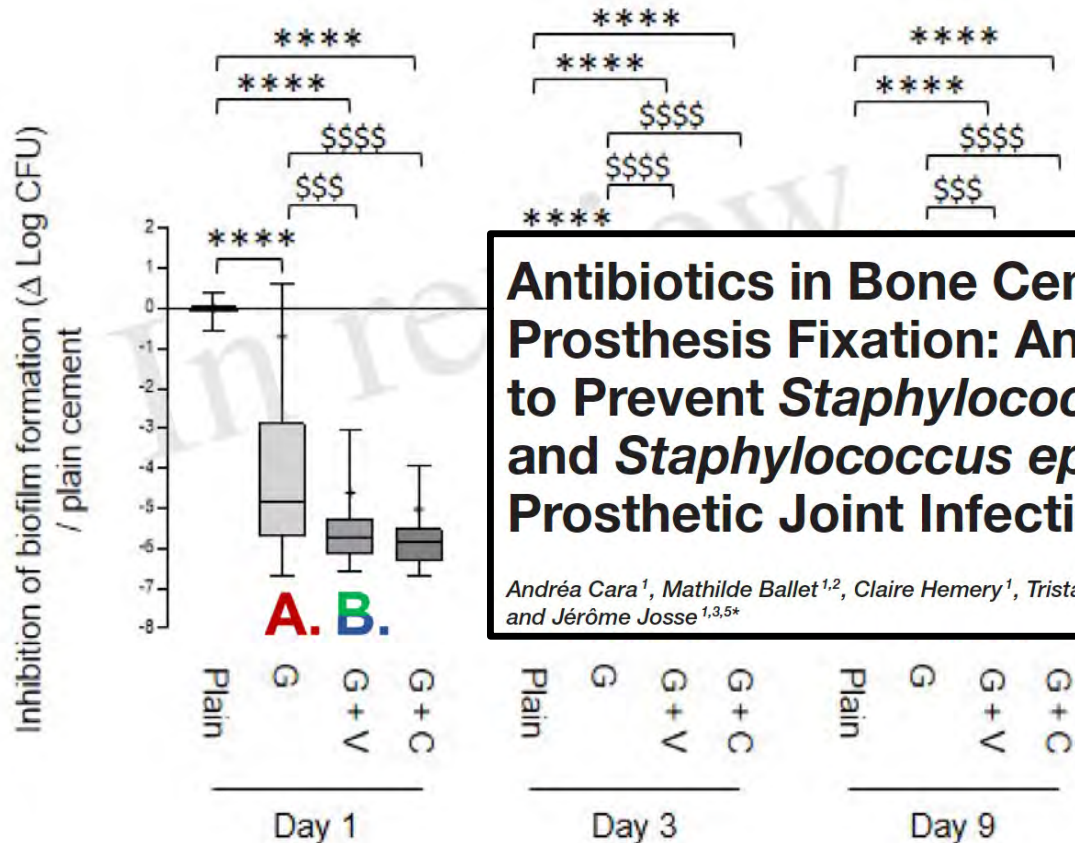 **** **** ****
**** **** ****
$$$$ $$$$ $$$$
$$$ $$$$ $$$
**** ****
In review
Inhibition of biofilm formation (Δ Log CFU)
/ plain cement
2
1
0
-1
-2
-3
-4
-5
-6
-7
-8
A. B.
Antibiotics in Bone Cem
Prosthesis Fixation: An
to Prevent Staphylococ
and Staphylococcus ep
Prosthetic Joint Infecti
Andréa Cara 1, Mathilde Ballet 1,2, Claire Hemery 1, Trista
and Jérôme Josse 1,3,5*
Plain G G + V G + C Plain G G + V G + C Plain G G + V G + C
Day 1 Day 3 Day 9